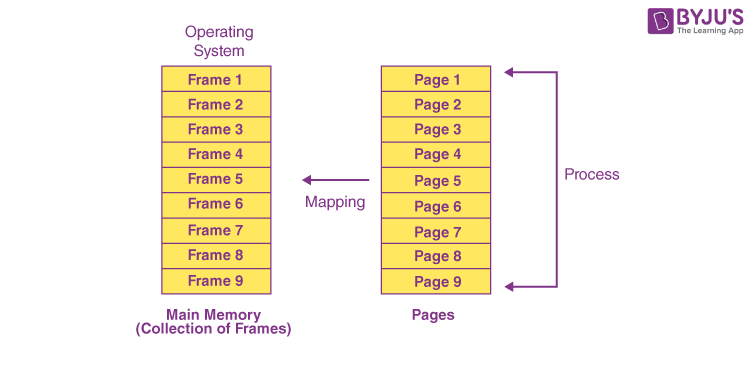 BYJU'S
The Learning App
Operating
System
Frame 1
Frame 2
Frame 3
Frame 4
Frame 5
Frame 6
Frame 7
Frame 8
Frame 9
Main Memory
(Collection of Frames)
Mapping
Page 1
Page 2
Page 3
Page 4
Page 5
Page 6
Page 7
Page 8
Page 9
Pages
Process